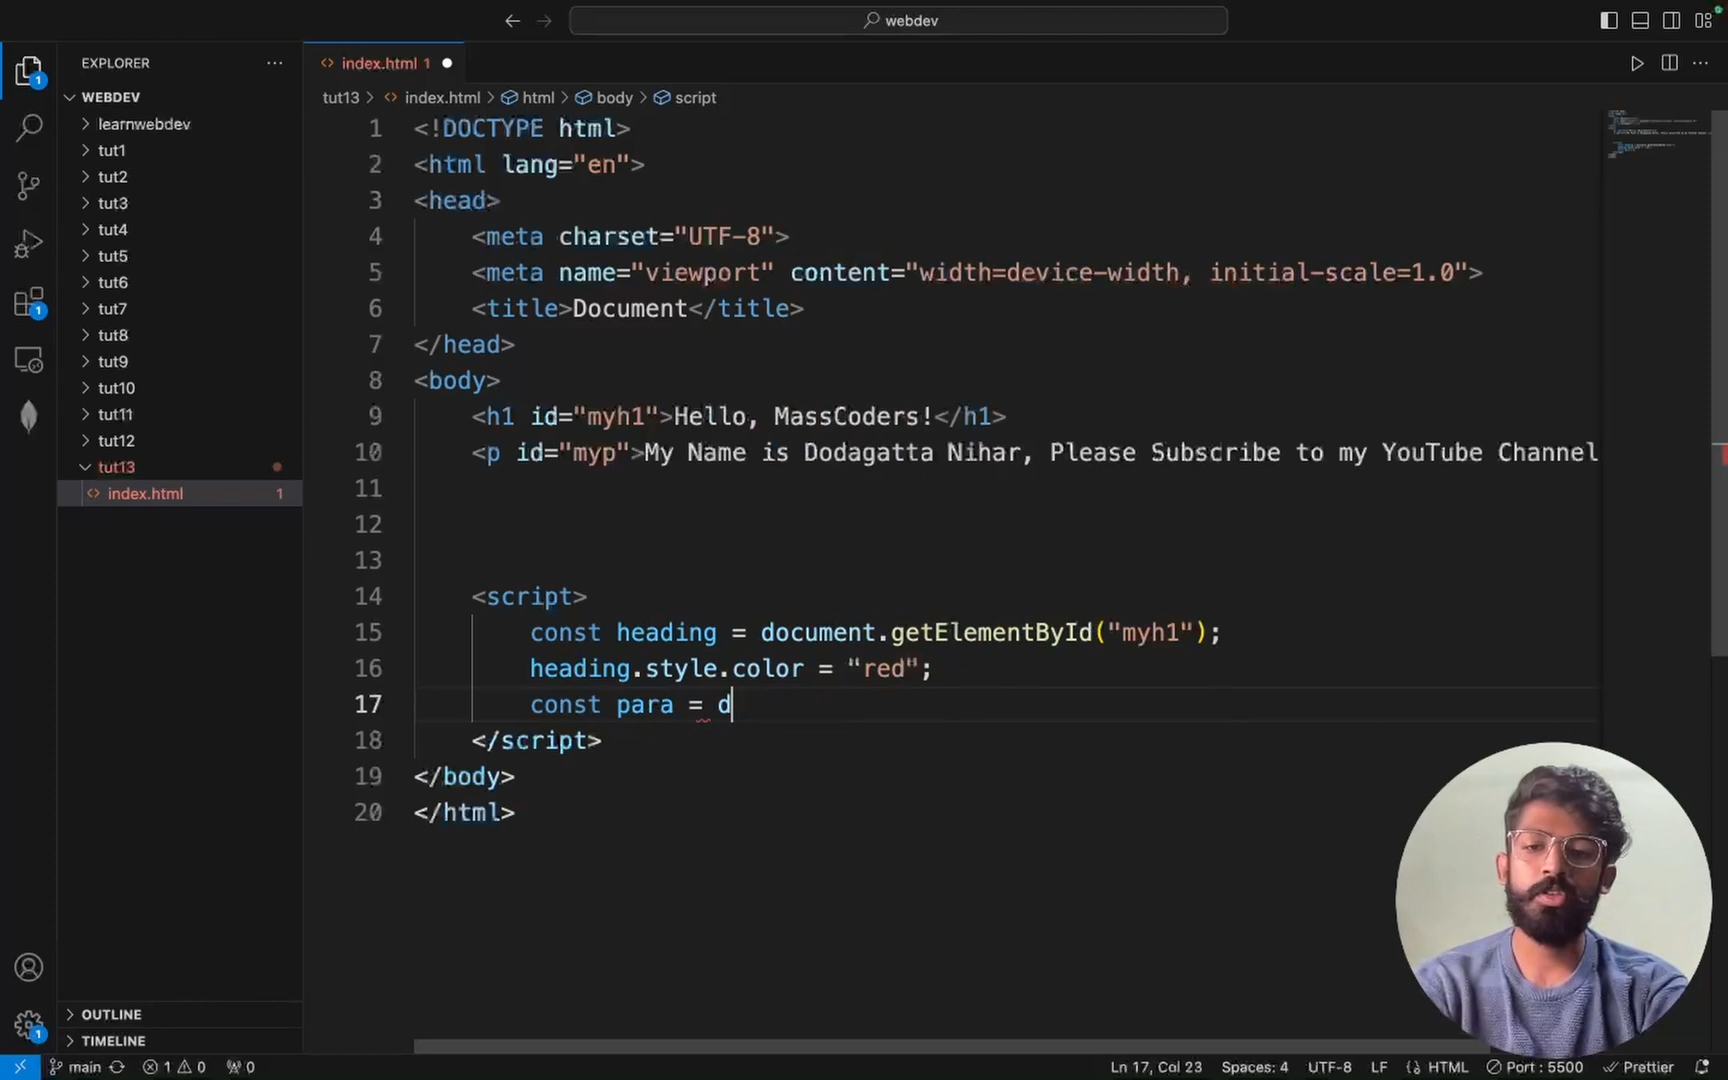 webdev
EXPLORER
WEBDEV
learnwebdev
tut1
tut2
tut3
tut4
tut5
tut6
tut7
tut8
tut9
tut10
tut11
tut12
tut13
index.html 1
OUTLINE
TIMELINE
1
1
1
index.html 1
tut13 > index.html > html > body > script
1 <!DOCTYPE html>
2 <html lang="en">
3 <head>
4 <meta charset="UTF-8">
5 <meta name="viewport" content="width=device-width, initial-scale=1.0">
6 <title>Document</title>
7 </head>
8 <body>
9 <h1 id="myh1">Hello, MassCoders!</h1>
10 <p id="myp">My Name is Dodagatta Nihar, Please Subscribe to my YouTube Channel
11
12
13
14 <script>
15 const heading = document.getElementById("myh1");
16 heading.style.color = "red";
17 const para = d
18 </script>
19 </body>
20 </html>
main 1 0 0 Ln 17, Col 23 Spaces: 4 UTF-8 LF {} HTML Port : 5500 Prettier